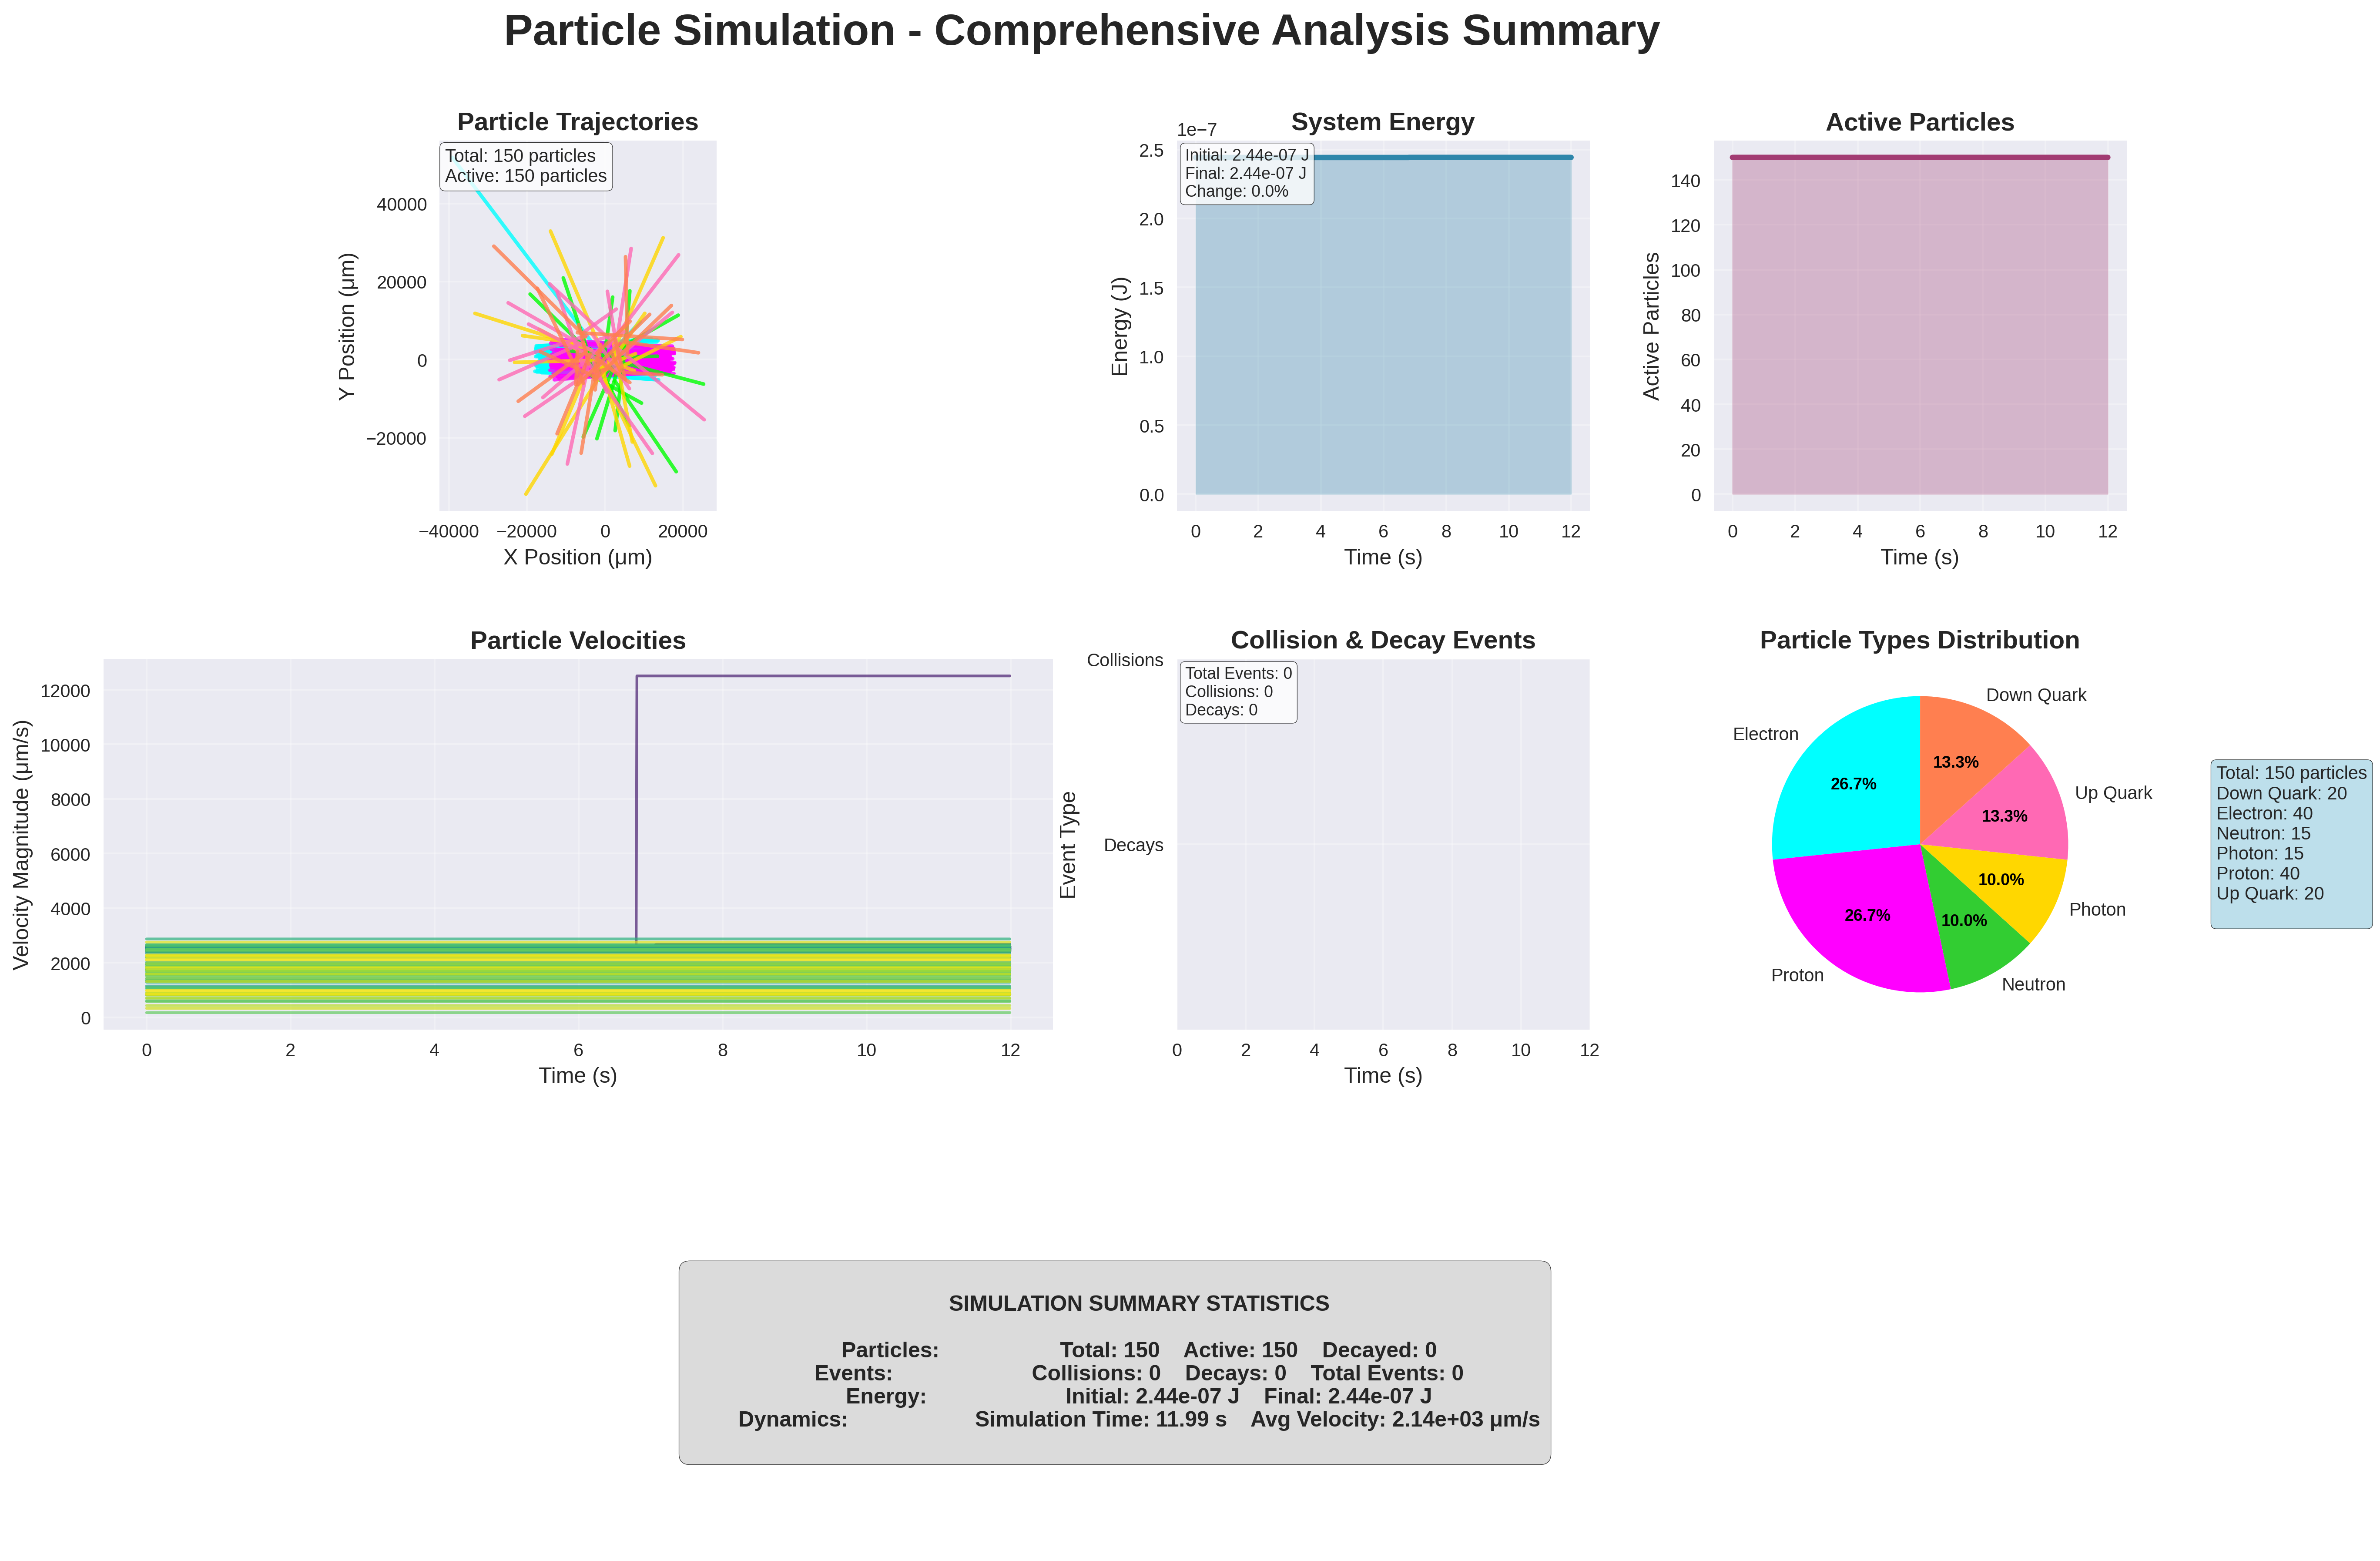 Particle Simulation - Comprehensive Analysis Summary
Particle Trajectories
Total: 150 particles
Active: 150 particles
Y Position (μm)
40000
20000
0
−20000
−40000 −20000 0 20000
X Position (μm)
System Energy
1e−7
Initial: 2.44e-07 J
Final: 2.44e-07 J
Change: 0.0%
Energy (J)
2.5
2.0
1.5
1.0
0.5
0.0
0 2 4 6 8 10 12
Time (s)
Active Particles
Active Particles
140
120
100
80
60
40
20
0
0 2 4 6 8 10 12
Time (s)
Particle Velocities
Velocity Magnitude (μm/s)
12000
10000
8000
6000
4000
2000
0
0 2 4 6 8 10 12
Time (s)
Collision & Decay Events
Event Type
Collisions
Decays
Total Events: 0
Collisions: 0
Decays: 0
0 2 4 6 8 10 12
Time (s)
Particle Types Distribution
Down Quark
Electron
13.3%
26.7%
Up Quark
13.3%
10.0%
Photon
26.7%
10.0%
Proton
Neutron
Total: 150 particles
Down Quark: 20
Electron: 40
Neutron: 15
Photon: 15
Proton: 40
Up Quark: 20
SIMULATION SUMMARY STATISTICS
Particles: Total: 150 Active: 150 Decayed: 0
Events: Collisions: 0 Decays: 0 Total Events: 0
Energy: Initial: 2.44e-07 J Final: 2.44e-07 J
Dynamics: Simulation Time: 11.99 s Avg Velocity: 2.14e+03 μm/s